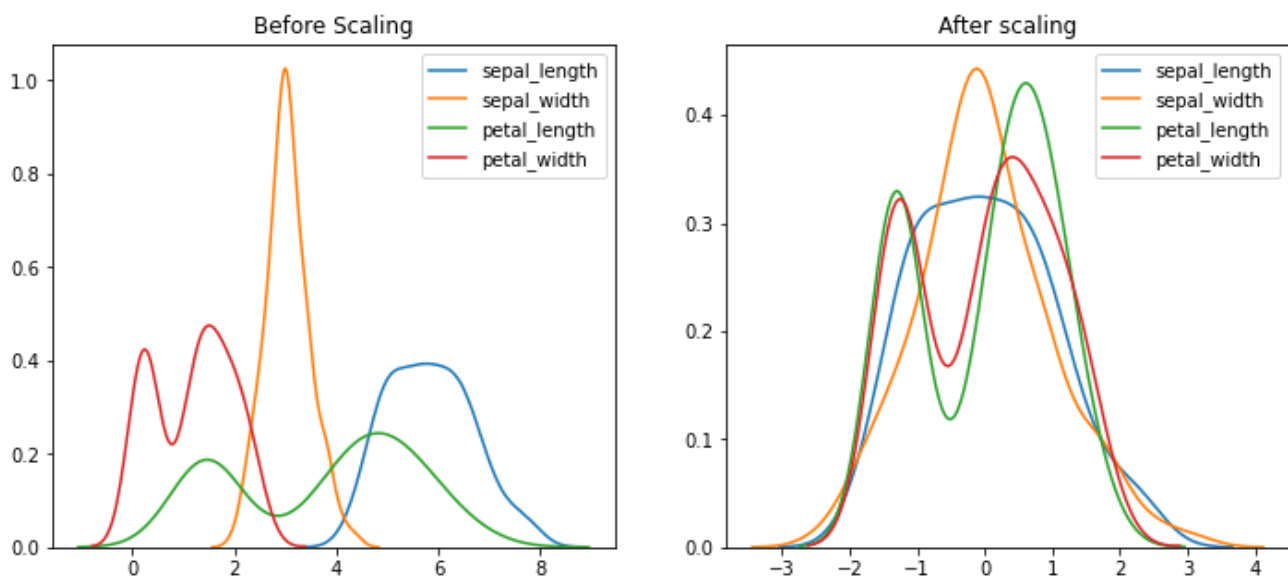 Before Scaling
sepal_length
sepal_width
petal_length
petal_width
1.0
0.8
0.6
0.4
0.2
0.0
0 2 4 6 8
After scaling
sepal_length
sepal_width
petal_length
petal_width
0.4
0.3
0.2
0.1
0.0
−3 −2 −1 0 1 2 3 4